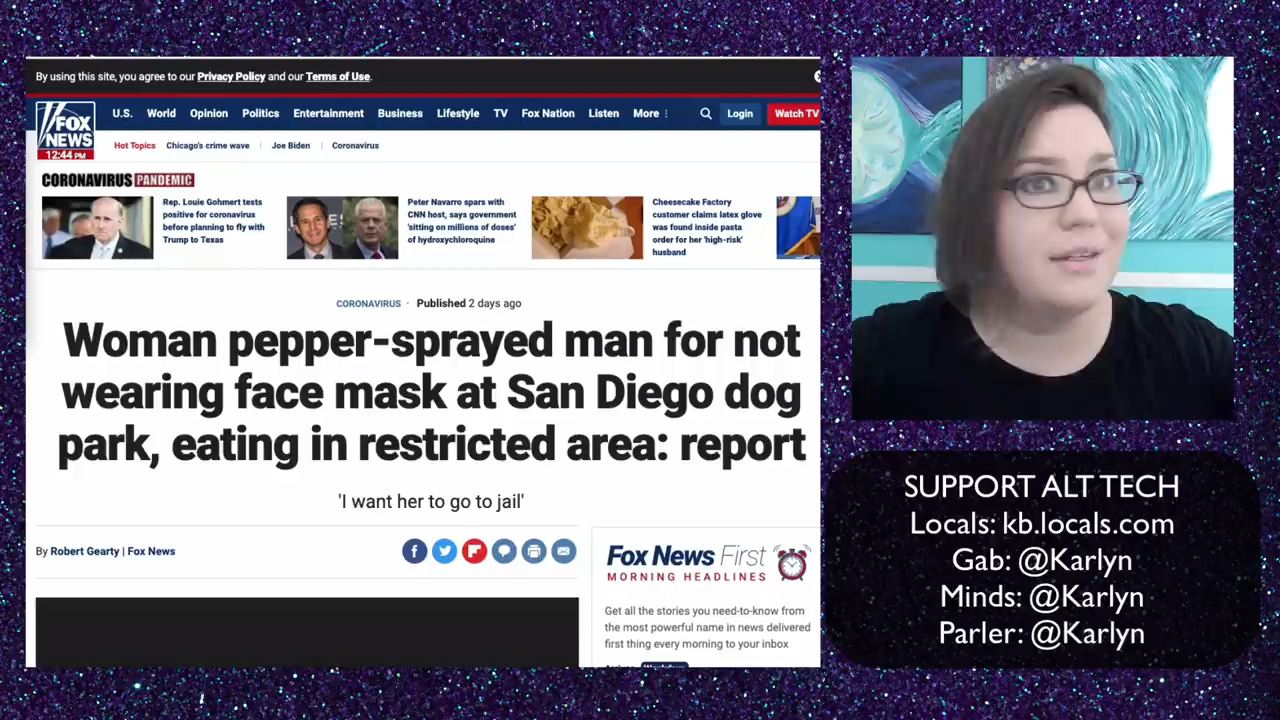 By using this site, you agree to our Privacy Policy and our Terms of Use.
FOX
NEWS
12:44 PM
U.S. World Opinion Politics Entertainment Business Lifestyle TV Fox Nation Listen More
Login
Watch TV
Hot Topics Chicago's crime wave Joe Biden Coronavirus
CORONAVIRUS PANDEMIC
Rep. Louie Gohmert tests
positive for coronavirus
before planning to fly with
Trump to Texas
Peter Navarro spars with
CNN host, says government
'sitting on millions of doses'
of hydroxychloroquine
Cheesecake Factory
customer claims latex glove
was found inside pasta
order for her 'high-risk'
husband
CORONAVIRUS · Published 2 days ago
Woman pepper-sprayed man for not
wearing face mask at San Diego dog
park, eating in restricted area: report
'I want her to go to jail'
By Robert Gearty | Fox News
Fox News First
MORNING HEADLINES
Get all the stories you need-to-know from
the most powerful name in news delivered
first thing every morning to your inbox
SUPPORT ALT TECH
Locals: kb.locals.com
Gab: @Karlyn
Minds: @Karlyn
Parler: @Karlyn